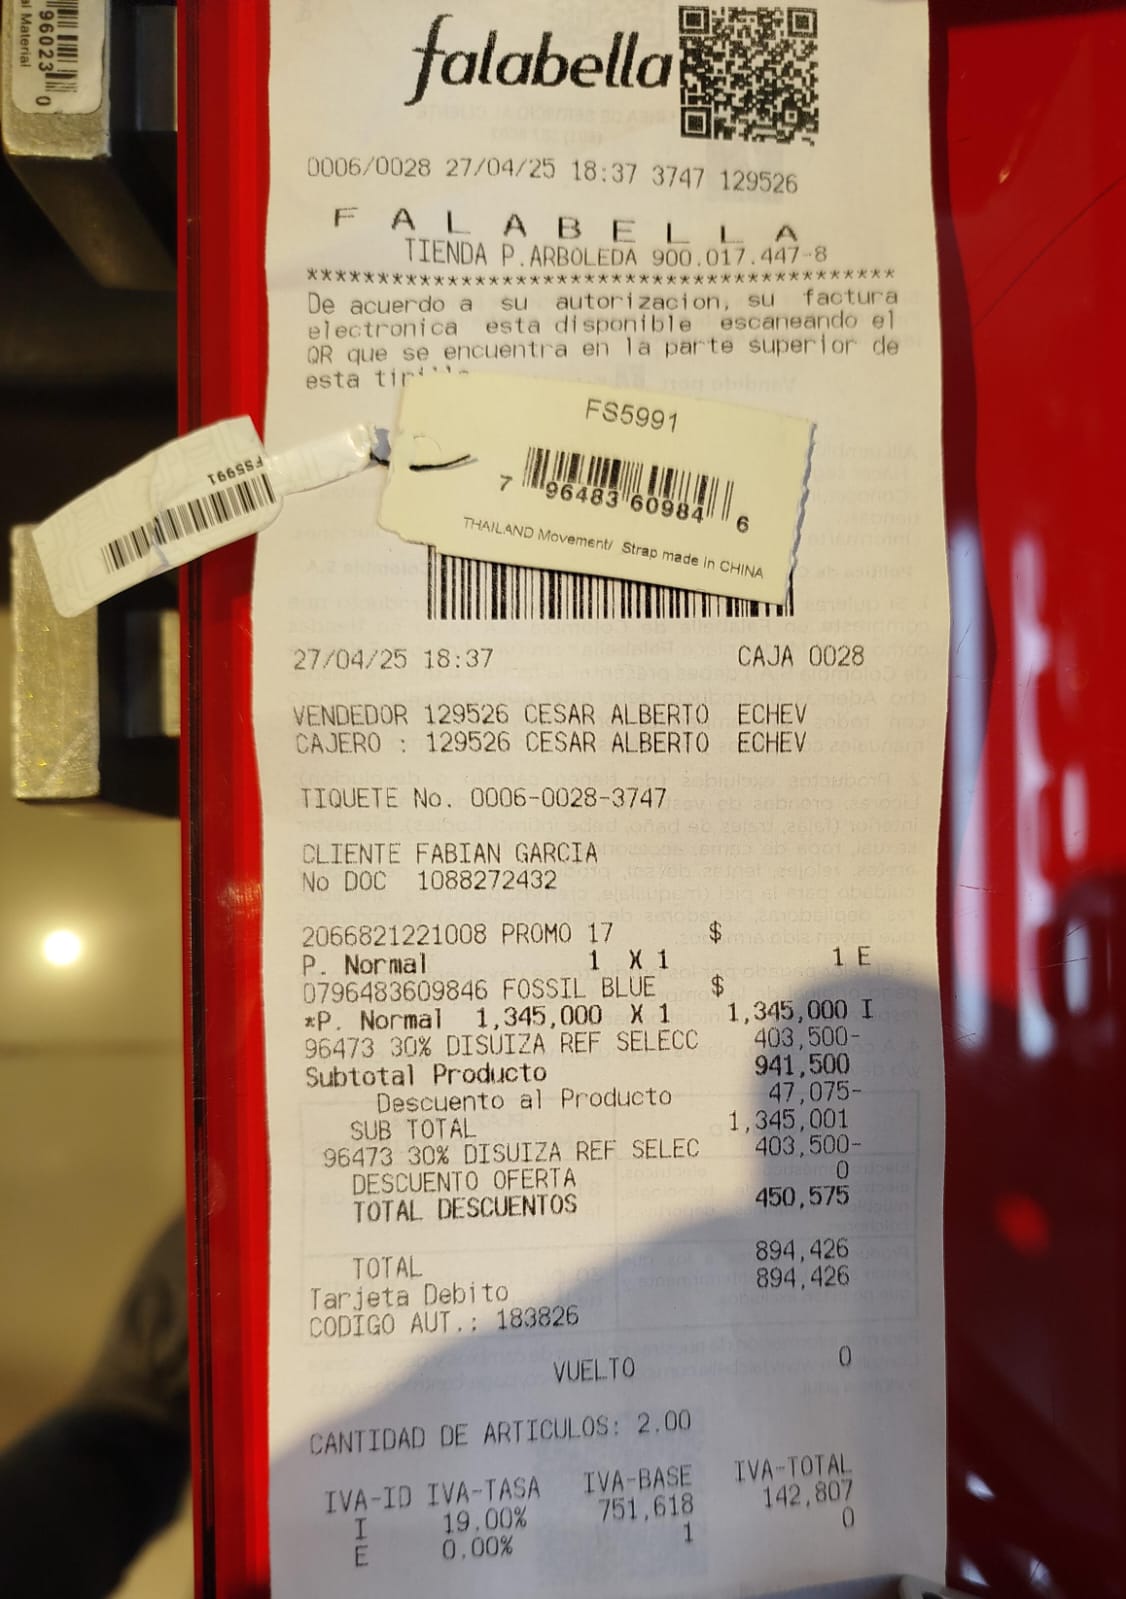 96023 0
al Material
falabella
0006/0028 27/04/25 18:37 3747 129526
F A L A B E L L A
TIENDA P.ARBOLEDA 900.017.447-8
******************************************
De acuerdo a su autorizacion, su factura
electronica esta disponible escaneando el
QR que se encuentra en la parte superior de
esta
FS5991
7 96483 60984 6
THAILAND Movement/ Strap made in CHINA
FS5991
27/04/25 18:37 CAJA 0028
VENDEDOR 129526 CESAR ALBERTO ECHEV
CAJERO : 129526 CESAR ALBERTO ECHEV
TIQUETE No. 0006-0028-3747
CLIENTE FABIAN GARCIA
No DOC 1088272432
2066821221008 PROMO 17 $
P. Normal 1 X 1 1 E
0796483609846 FOSSIL BLUE $
*P. Normal 1,345,000 X 1 1,345,000 I
96473 30% DISUIZA REF SELECC 403,500-
Subtotal Producto 941,500
Descuento al Producto 47,075-
SUB TOTAL 1,345,001
96473 30% DISUIZA REF SELEC 403,500-
DESCUENTO OFERTA 0
TOTAL DESCUENTOS 450,575
TOTAL 894,426
Tarjeta Debito 894,426
CODIGO AUT.: 183826
VUELTO 0
CANTIDAD DE ARTICULOS: 2.00
IVA-ID IVA-TASA IVA-BASE IVA-TOTAL
I 19.00% 751,618 142,807
E 0.00% 1 0